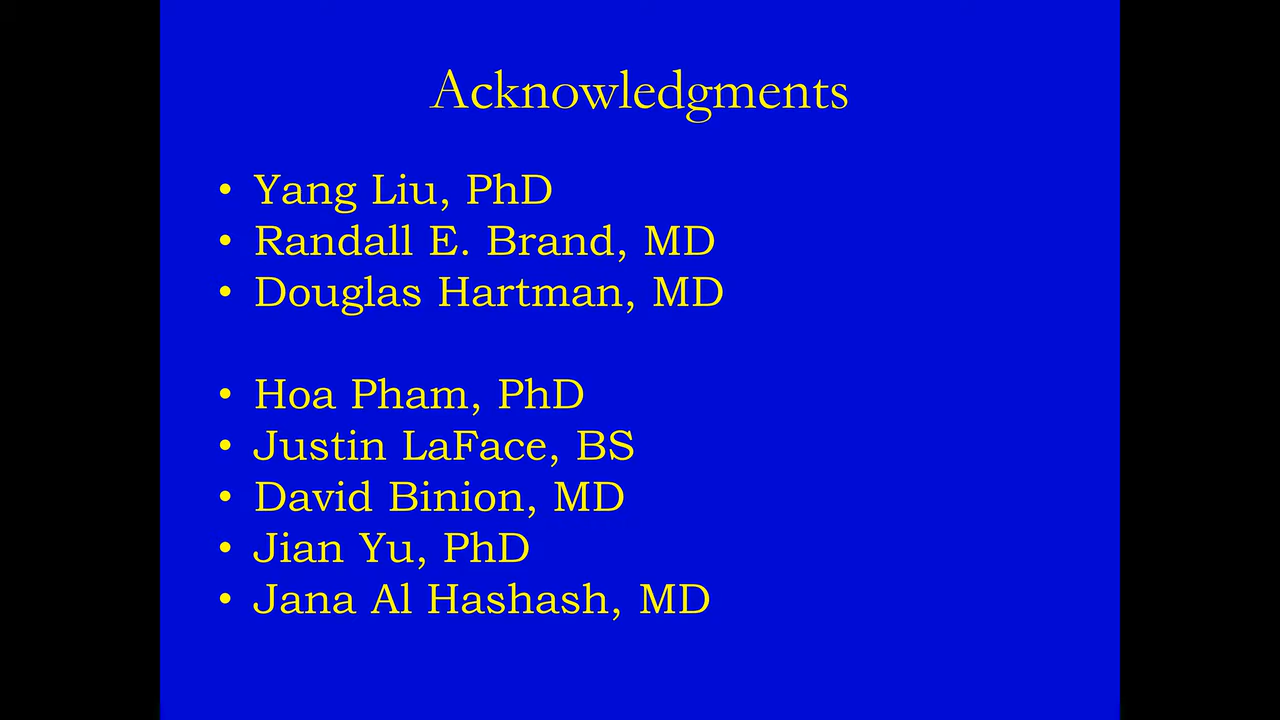 Acknowledgments
• Yang Liu, PhD
• Randall E. Brand, MD
• Douglas Hartman, MD
• Hoa Pham, PhD
• Justin LaFace, BS
• David Binion, MD
• Jian Yu, PhD
• Jana Al Hashash, MD